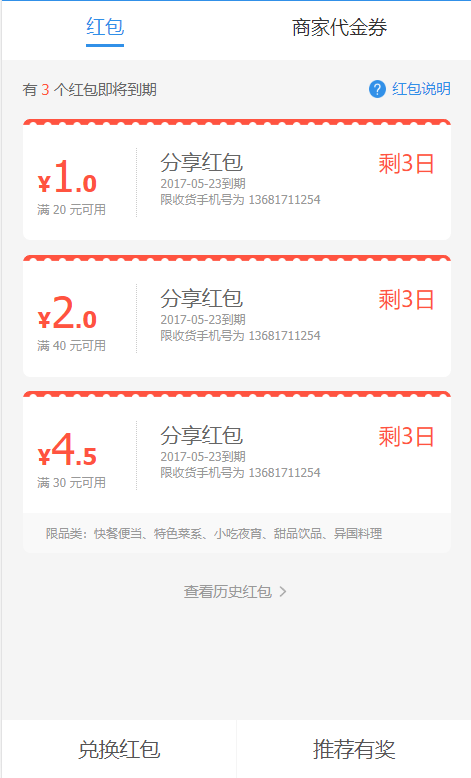 红包 商家代金券
有 3 个红包即将到期 ? 红包说明
¥1.0 分享红包 剩3日
2017-05-23到期
满 20 元可用 限收货手机号为 13681711254
¥2.0 分享红包 剩3日
2017-05-23到期
满 40 元可用 限收货手机号为 13681711254
¥4.5 分享红包 剩3日
2017-05-23到期
满 30 元可用 限收货手机号为 13681711254
限品类：快餐便当、特色菜系、小吃夜宵、甜品饮品、异国料理
查看历史红包 >
兑换红包 推荐有奖